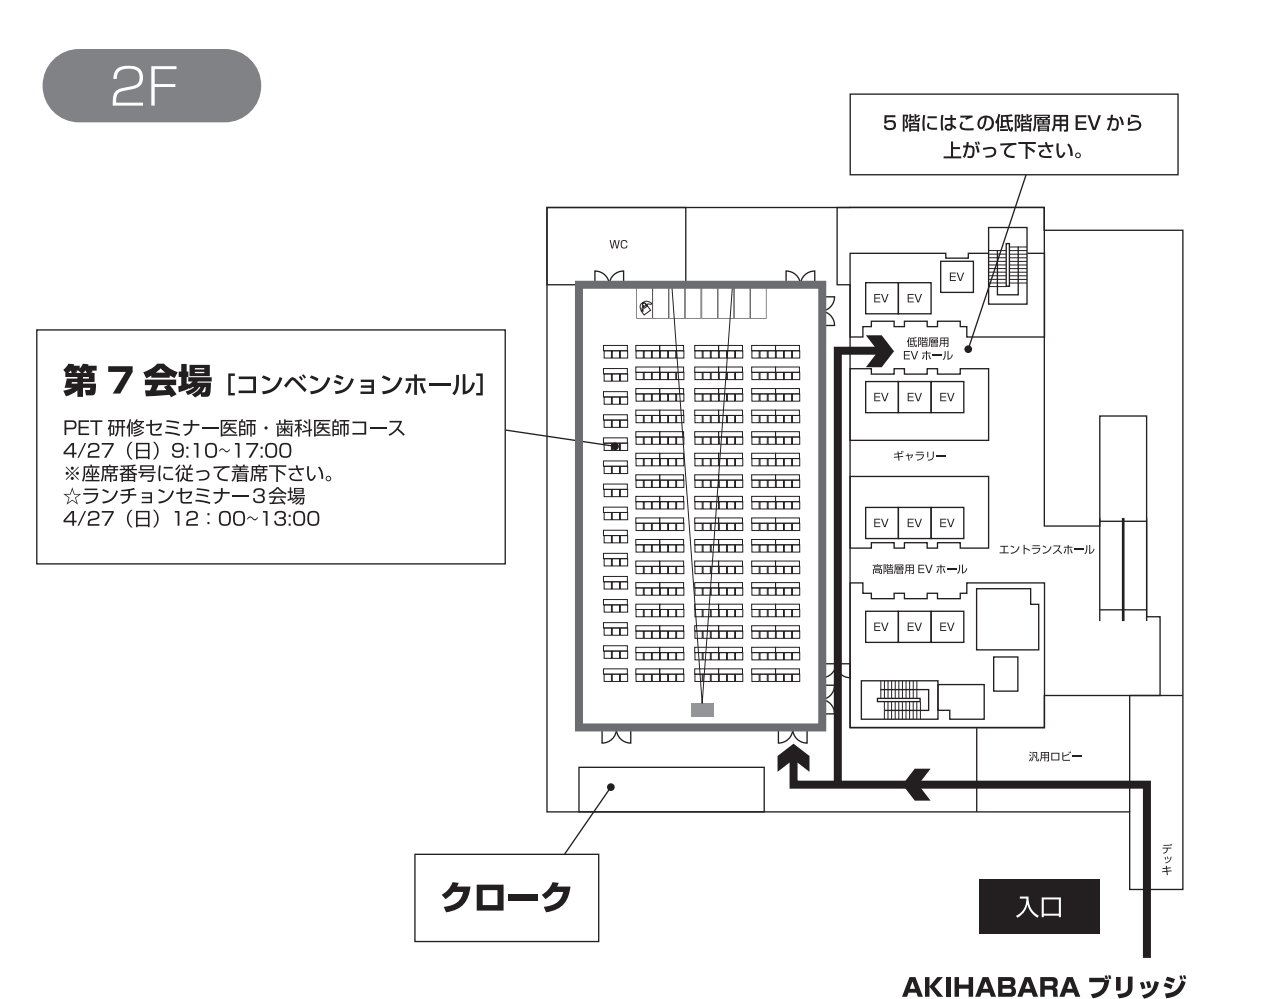 2F
5 階にはこの低階層用 EV から
上がって下さい。
WC
EV
EV EV
低階層用
EV ホール
第 7 会場 [コンベンションホール]
PET 研修セミナー医師・歯科医師コース
4/27（日）9:10~17:00
※座席番号に従って着席下さい。
☆ランチョンセミナー3会場
4/27（日）12：00~13:00
EV EV EV
ギャラリー
EV EV EV
エントランスホール
高階層用 EV ホール
EV EV EV
汎用ロビー
デッキ
クローク
入口
AKIHABARA ブリッジ